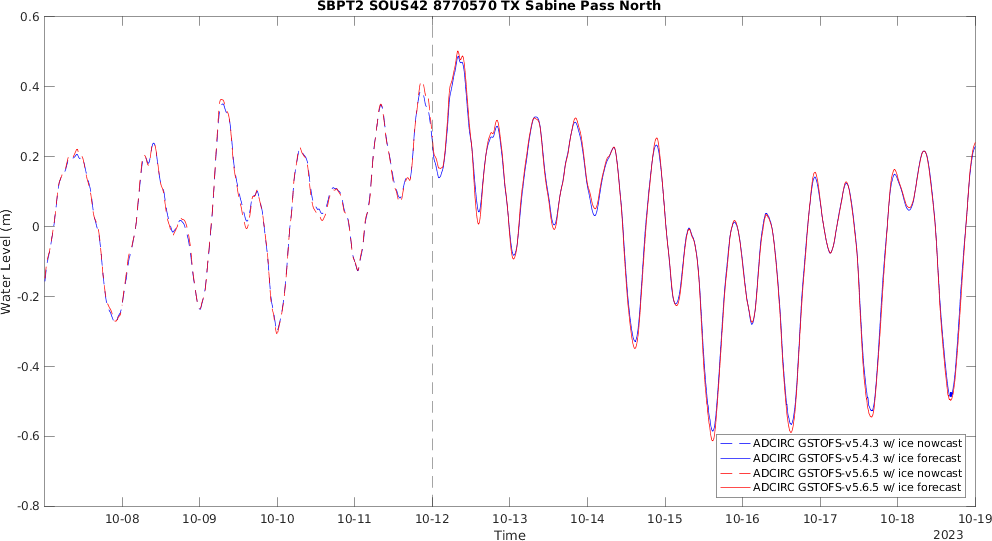 SBPT2 SOUS42 8770570 TX Sabine Pass North
0.6
0.4
0.2
0
-0.2
-0.4
-0.6
-0.8
Water Level (m)
ADCIRC GSTOFS-v5.4.3 w/ ice nowcast
ADCIRC GSTOFS-v5.4.3 w/ ice forecast
ADCIRC GSTOFS-v5.6.5 w/ ice nowcast
ADCIRC GSTOFS-v5.6.5 w/ ice forecast
10-08 10-09 10-10 10-11 10-12 10-13 10-14 10-15 10-16 10-17 10-18 10-19
Time
2023